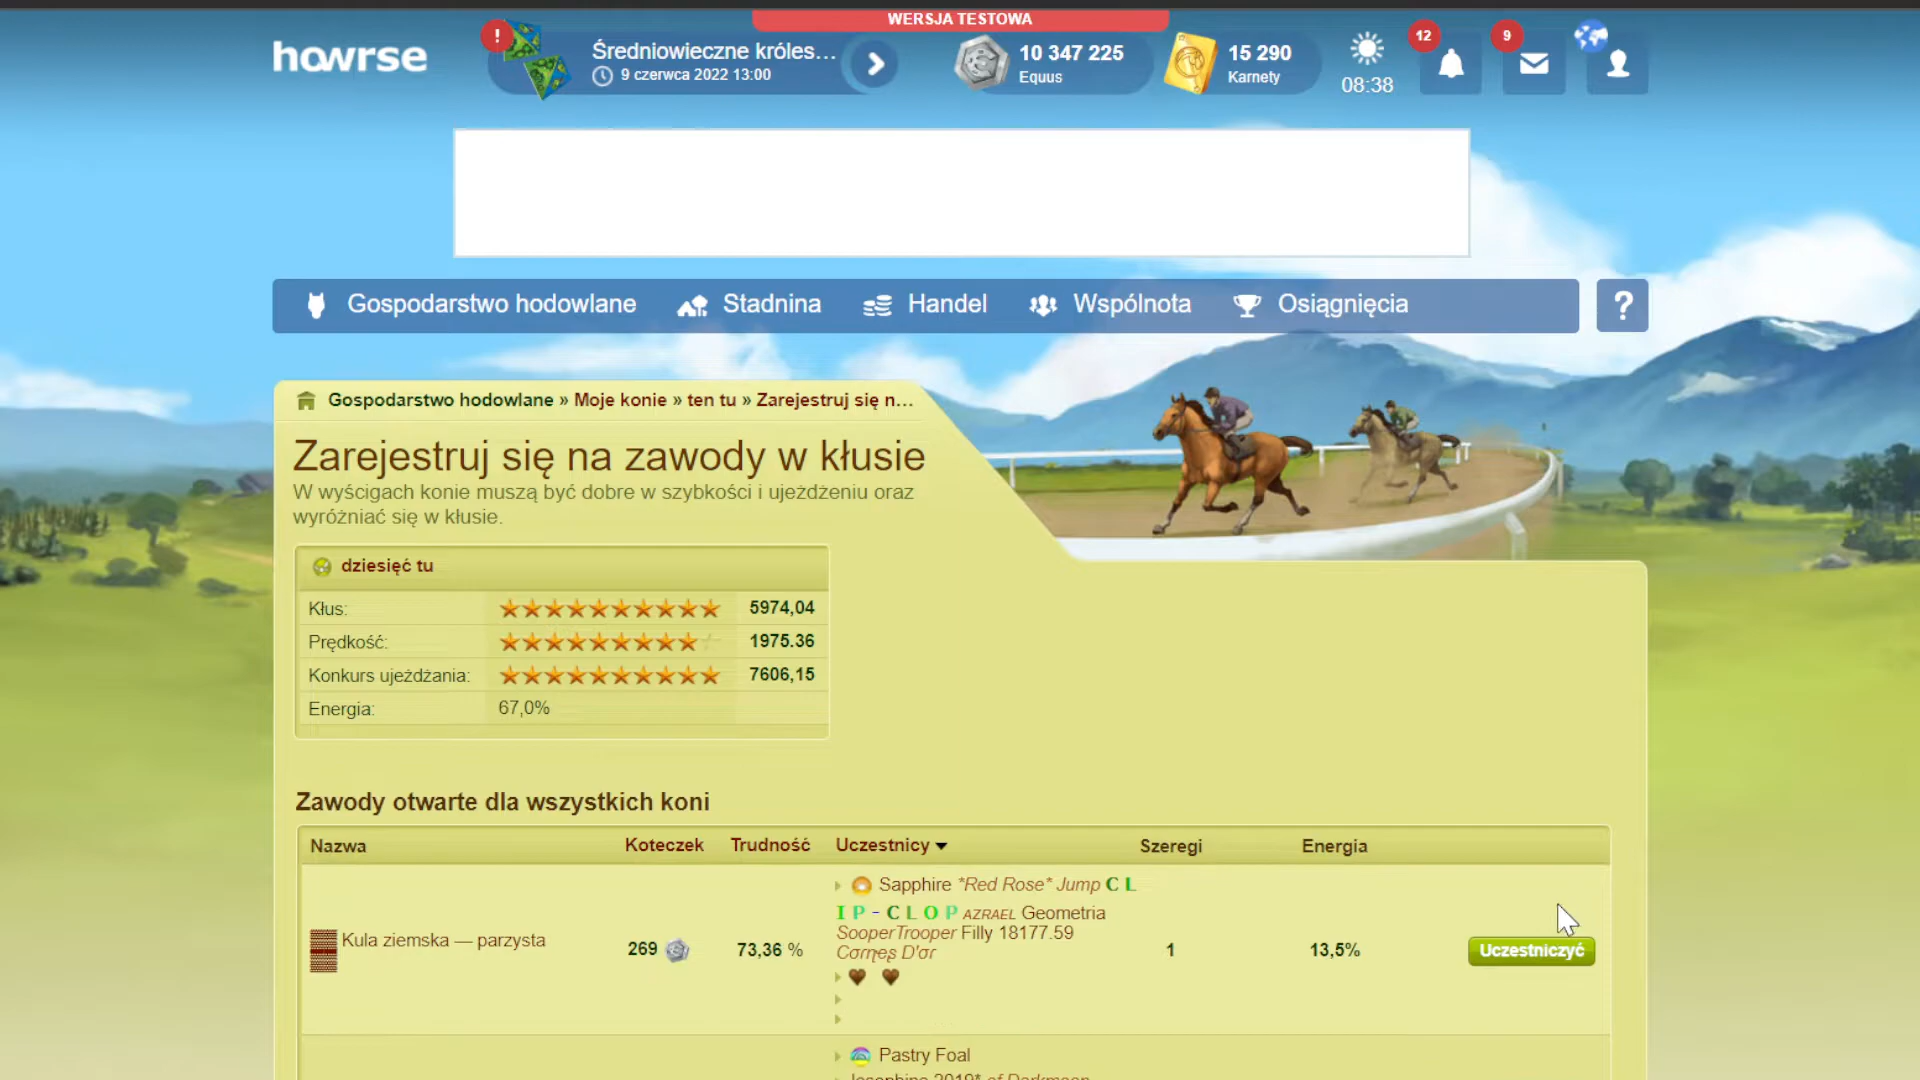 WERSJA TESTOWA
howrse
!
Średniowieczne króles...
9 czerwca 2022 13:00
10 347 225
Equus
15 290
Karnety
08:38
12
9
Gospodarstwo hodowlane
Stadnina
Handel
Wspólnota
Osiągnięcia
?
Gospodarstwo hodowlane » Moje konie » ten tu » Zarejestruj się n...
Zarejestruj się na zawody w kłusie
W wyścigach konie muszą być dobre w szybkości i ujeżdżeniu oraz
wyróżniać się w kłusie.
dziesięć tu
Kłus: 5974,04
Prędkość: 1975.36
Konkurs ujeżdżania: 7606,15
Energia: 67,0%
Zawody otwarte dla wszystkich koni
Nazwa Koteczek Trudność Uczestnicy Szeregi Energia
Kula ziemska — parzysta
269
73,36 %
Sapphire *Red Rose* Jump C L
I P - C L O P AZRAEL Geometria
SooperTrooper Filly 18177.59
Cornęs D'or
1
13,5%
Uczestniczyć
Pastry Foal